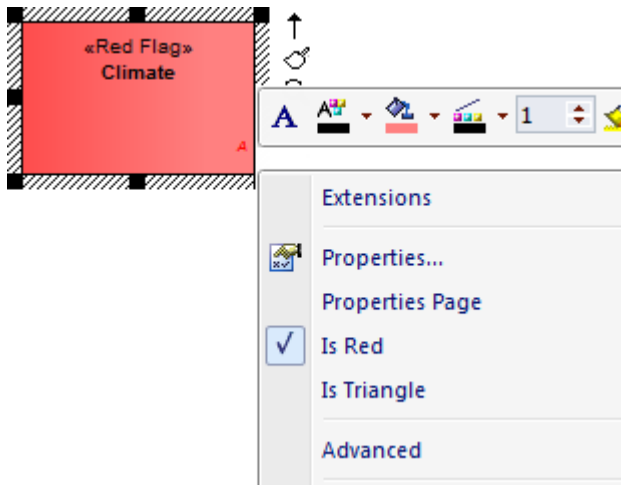 «Red Flag»
Climate
A
A A 1
Extensions
Properties...
Properties Page
Is Red
Is Triangle
Advanced